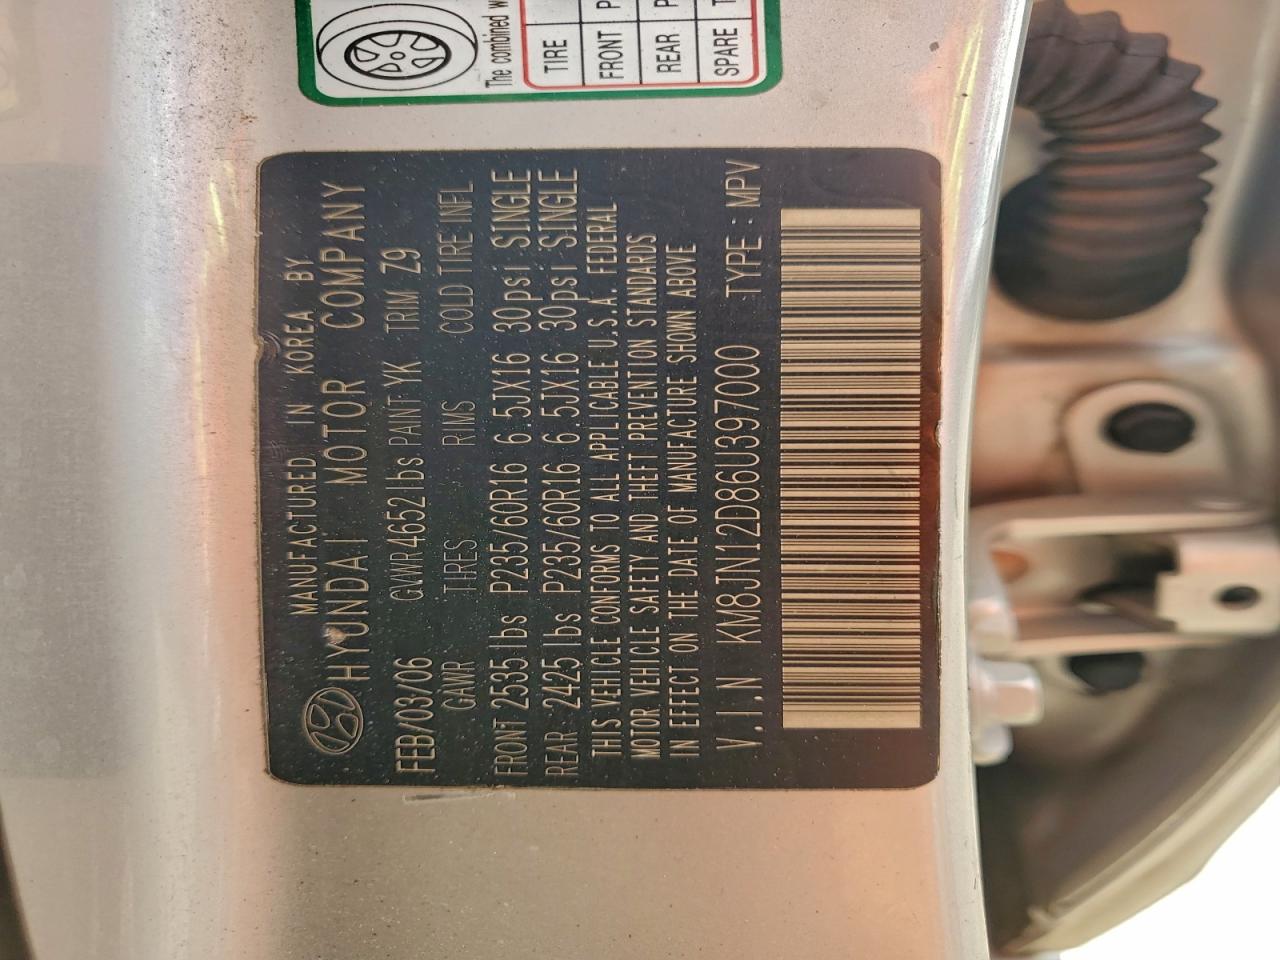 The combined w
TIRE
FRONT P
REAR P
SPARE T
MANUFACTURED IN KOREA BY
HYUNDAI MOTOR COMPANY
FEB/03/06 GVWR 4652 lbs PAINT YK TRIM Z9
GAWR TIRES RIMS COLD TIRE INFL
FRONT 2535 lbs P235/60R16 6.5JX16 30psi SINGLE
REAR 2425 lbs P235/60R16 6.5JX16 30psi SINGLE
THIS VEHICLE CONFORMS TO ALL APPLICABLE U.S.A. FEDERAL
MOTOR VEHICLE SAFETY AND THEFT PREVENTION STANDARDS
IN EFFECT ON THE DATE OF MANUFACTURE SHOWN ABOVE
V.I.N KM8JN12D86U397000 TYPE : MPV